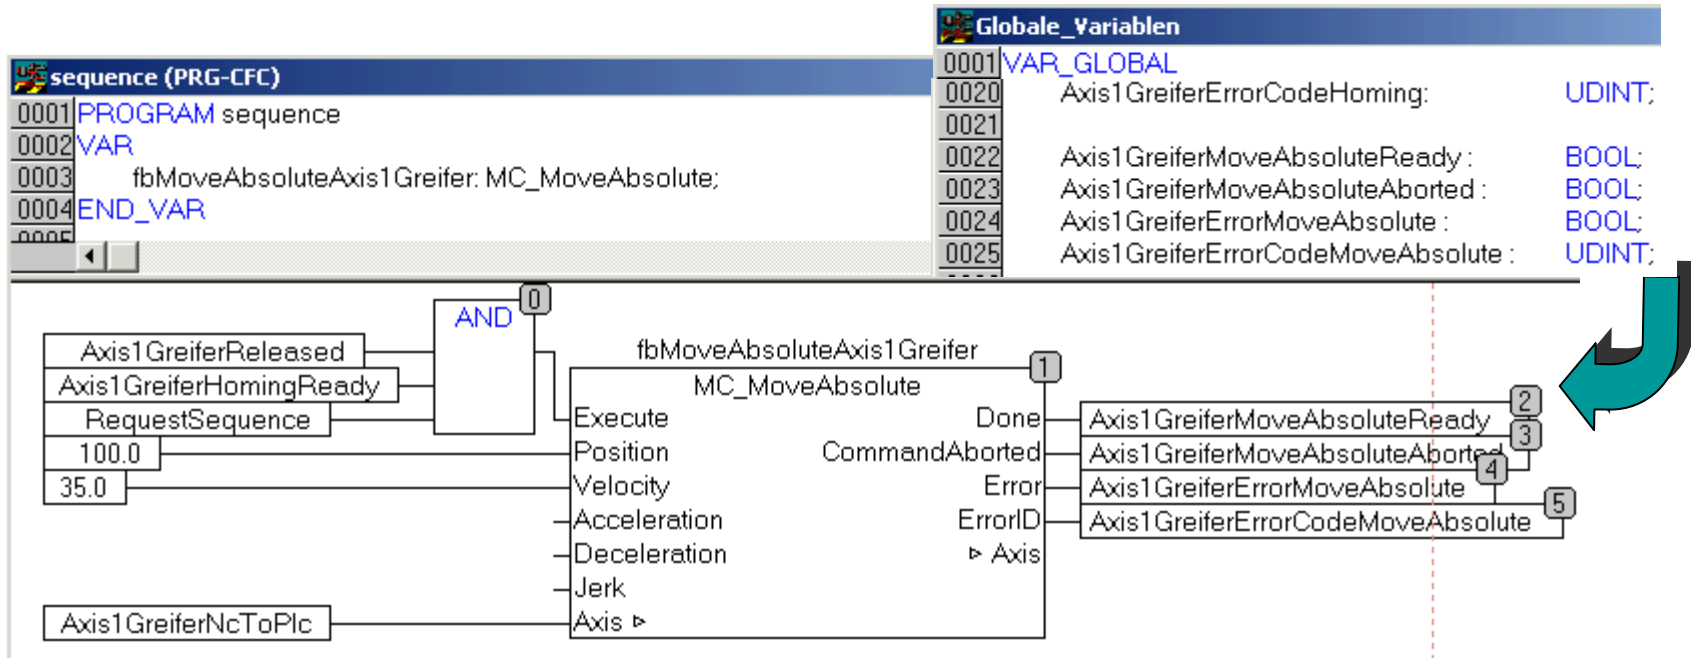 Globale_Variablen
0001 VAR_GLOBAL
0020 Axis1GreiferErrorCodeHoming: UDINT;
0021
0022 Axis1GreiferMoveAbsoluteReady : BOOL;
0023 Axis1GreiferMoveAbsoluteAborted : BOOL;
0024 Axis1GreiferErrorMoveAbsolute : BOOL;
0025 Axis1GreiferErrorCodeMoveAbsolute : UDINT;
sequence (PRG-CFC)
0001 PROGRAM sequence
0002 VAR
0003 fbMoveAbsoluteAxis1Greifer: MC_MoveAbsolute;
0004 END_VAR
0005
0
AND
Axis1GreiferReleased
Axis1GreiferHomingReady
RequestSequence
100.0
35.0
Axis1GreiferNcToPlc
fbMoveAbsoluteAxis1Greifer
1
MC_MoveAbsolute
Execute Done
Position CommandAborted
Velocity Error
Acceleration ErrorID
Deceleration Axis
Jerk
Axis
2
Axis1GreiferMoveAbsoluteReady
3
Axis1GreiferMoveAbsoluteAborted
4
Axis1GreiferErrorMoveAbsolute
5
Axis1GreiferErrorCodeMoveAbsolute